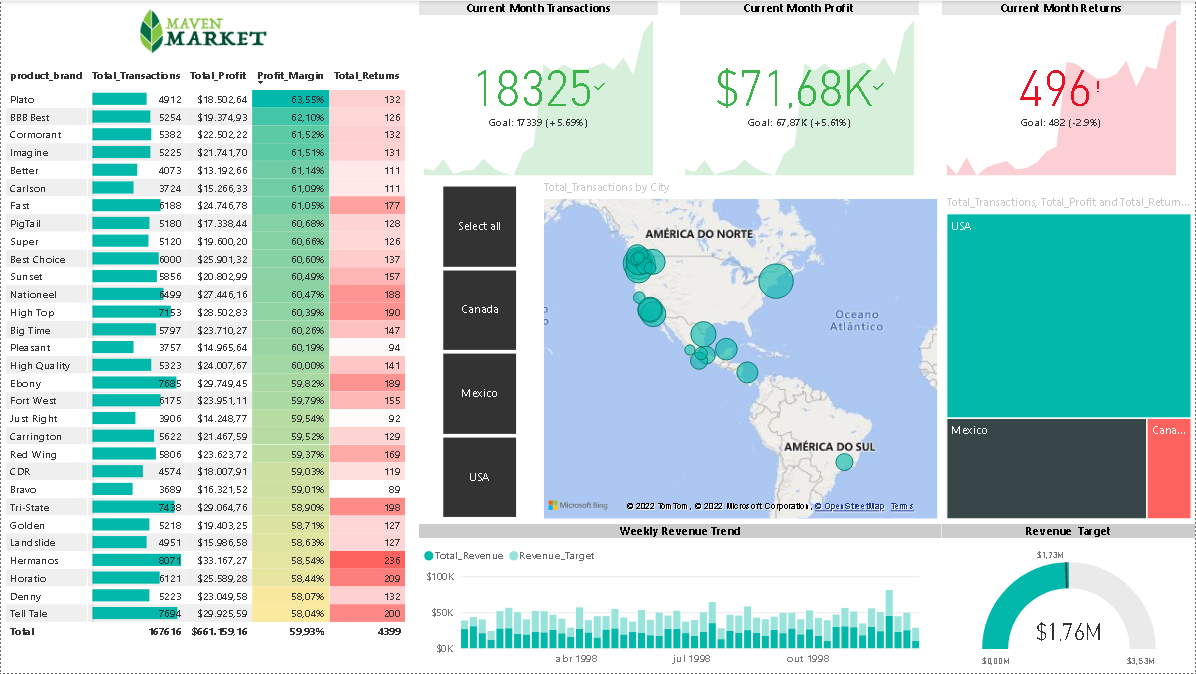 MAVEN
MARKET
product_brand Total_Transactions Total_Profit Profit_Margin Total_Returns
Plato 4912 $18.502,64 63,55% 132
BBB Best 5254 $19.374,93 62,10% 126
Cormorant 5382 $22.502,22 61,52% 132
Imagine 5225 $21.741,70 61,51% 131
Better 4073 $13.192,66 61,14% 111
Carlson 3724 $15.266,33 61,09% 111
Fast 6188 $24.746,78 61,05% 177
PigTail 5180 $17.338,44 60,68% 128
Super 5120 $19.600,20 60,66% 126
Best Choice 6000 $25.901,32 60,60% 137
Sunset 5856 $20.802,99 60,49% 157
Nationeel 6499 $27.446,16 60,47% 188
High Top 7153 $28.502,83 60,39% 190
Big Time 5797 $23.710,27 60,26% 147
Pleasant 3757 $14.965,64 60,19% 94
High Quality 5323 $24.007,67 60,00% 141
Ebony 7685 $29.749,45 59,82% 189
Fort West 6175 $23.951,11 59,79% 155
Just Right 3906 $14.248,77 59,54% 92
Carrington 5622 $21.467,59 59,52% 129
Red Wing 5806 $23.623,72 59,37% 169
CDR 4574 $18.007,91 59,03% 119
Bravo 3689 $16.321,52 59,01% 89
Tri-State 7438 $29.064,76 58,90% 198
Golden 5218 $19.403,25 58,71% 127
Landslide 4951 $15.986,58 58,63% 127
Hermanos 8071 $33.167,27 58,54% 236
Horatio 6121 $25.589,28 58,44% 209
Denny 5223 $23.049,58 58,07% 132
Tell Tale 7694 $29.925,59 58,04% 200
Total 167616 $661.159,16 59,93% 4399
Current Month Transactions
18325
Goal: 17339 (+5.69%)
Current Month Profit
$71,68K
Goal: 67,87K (+5.61%)
Current Month Returns
496!
Goal: 482 (-2.9%)
Select all
Canada
Mexico
USA
Total_Transactions by City
AMÉRICA DO NORTE
Oceano
Atlântico
AMÉRICA DO SUL
Microsoft Bing
© 2022 TomTom, © 2022 Microsoft Corporation, © OpenStreetMap Terms
Total_Transactions, Total_Profit and Total_Return...
USA
Mexico
Cana...
Weekly Revenue Trend
Total_Revenue Revenue_Target
$100K
$50K
$0K
abr 1998 jul 1998 out 1998
Revenue Target
$1,73M
$1,76M
$0,00M
$3,53M